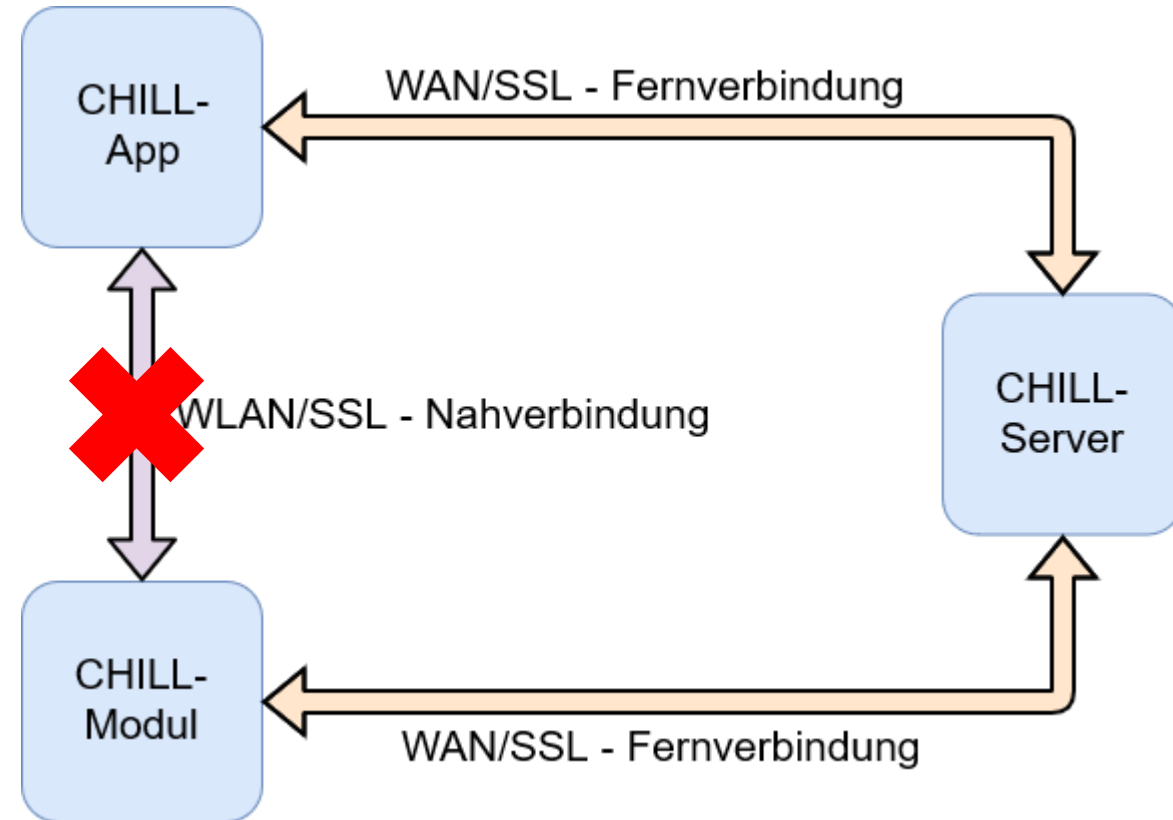 CHILL-
App
WAN/SSL - Fernverbindung
WLAN/SSL - Nahverbindung
CHILL-
Server
CHILL-
Modul
WAN/SSL - Fernverbindung